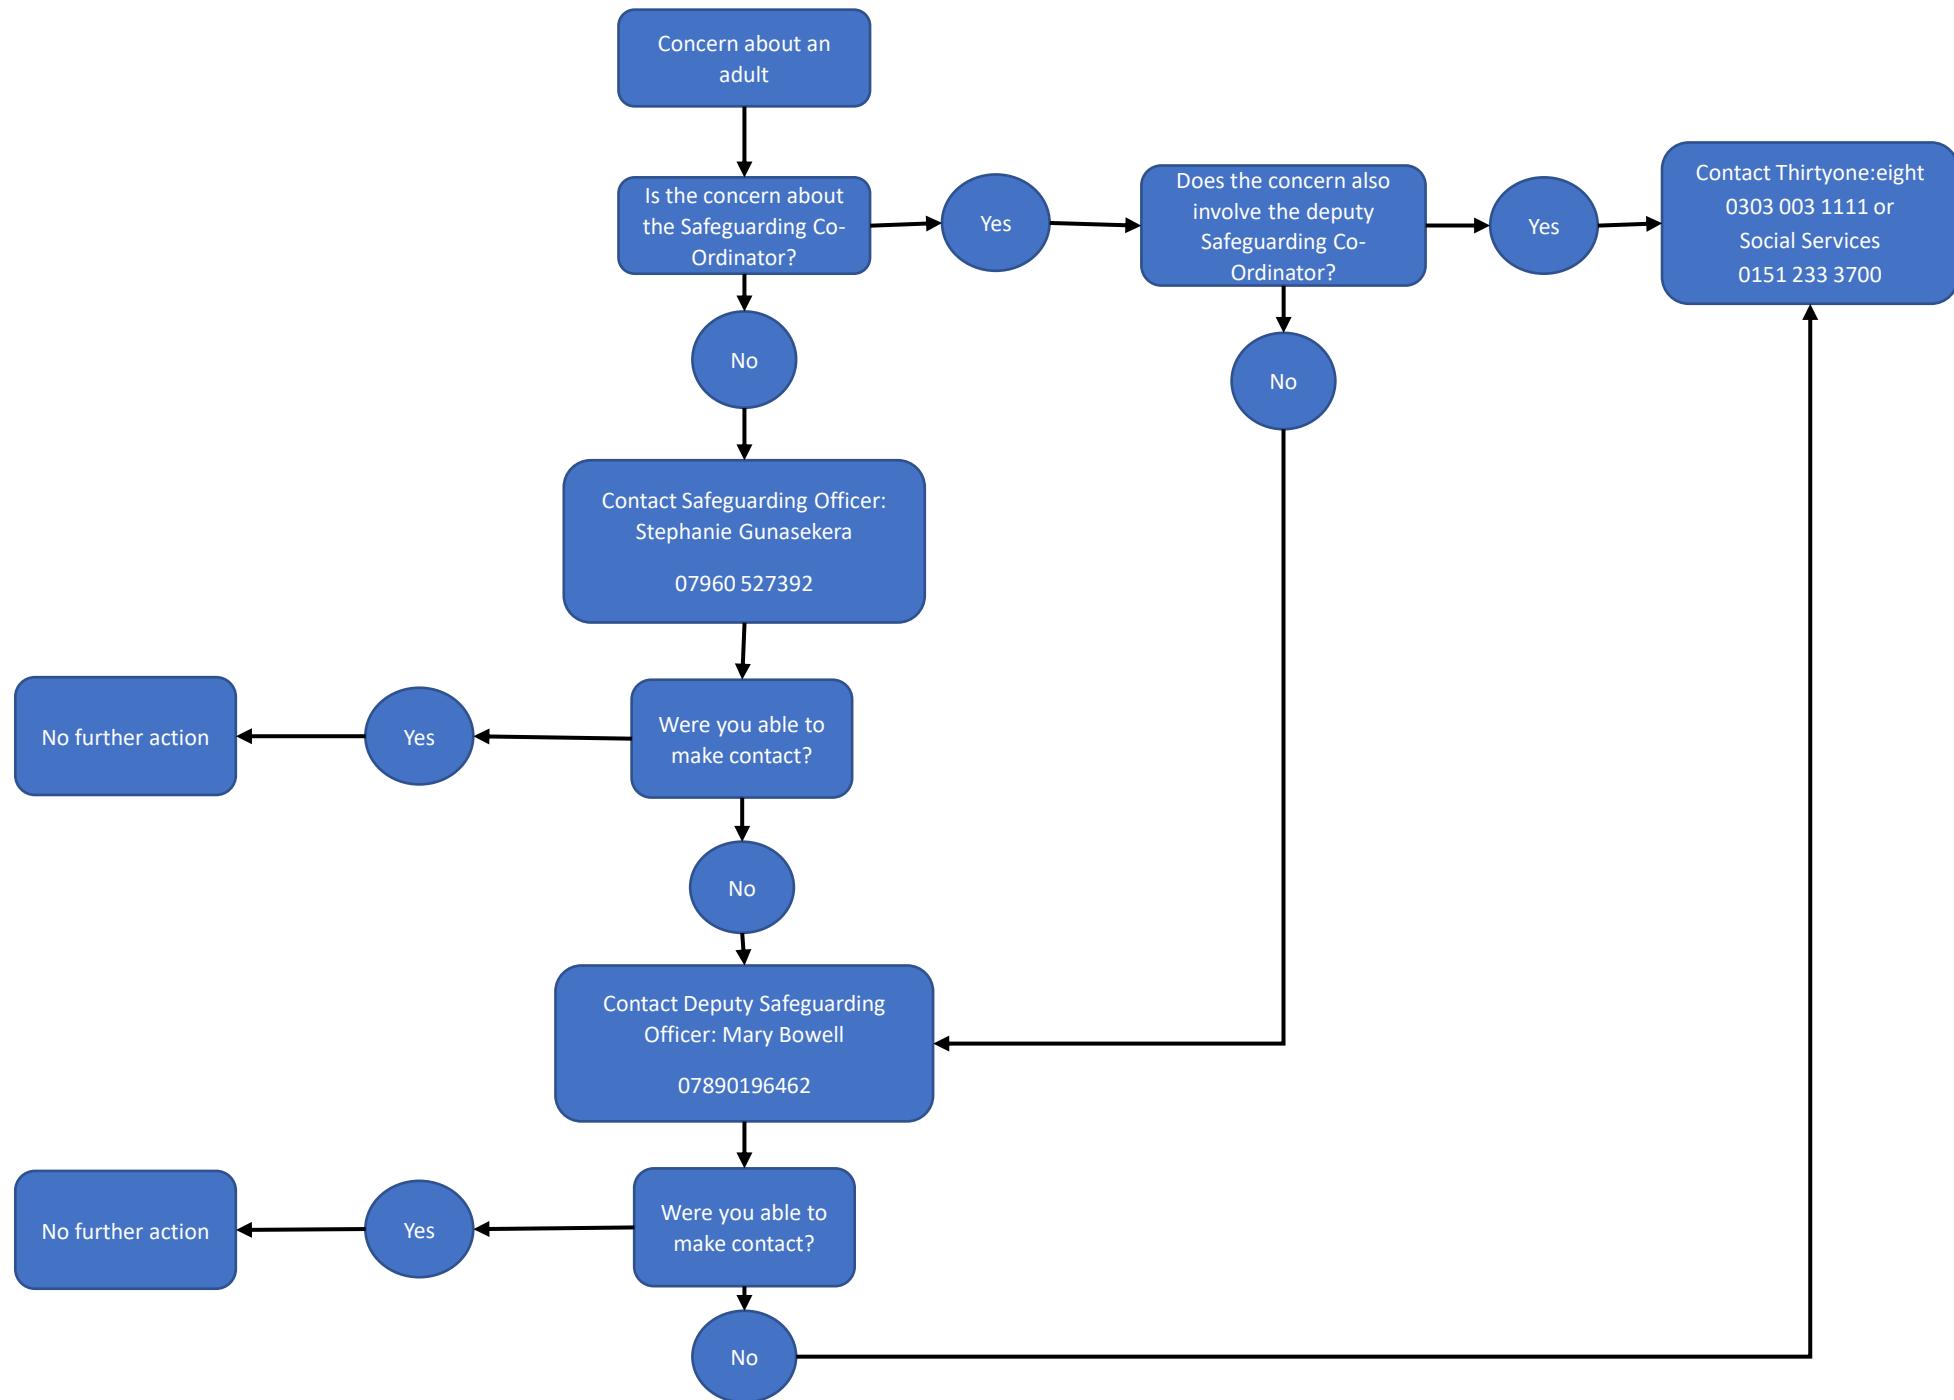 Concern about an
adult
Is the concern about
the Safeguarding Co-
Ordinator?
Yes
Does the concern also
involve the deputy
Safeguarding Co-
Ordinator?
Yes
Contact Thirtyone:eight
0303 003 1111 or
Social Services
0151 233 3700
No
No
Contact Safeguarding Officer:
Stephanie Gunasekera
07960 527392
Were you able to
make contact?
Yes
No further action
No
Contact Deputy Safeguarding
Officer: Mary Bowell
07890196462
Were you able to
make contact?
Yes
No further action
No